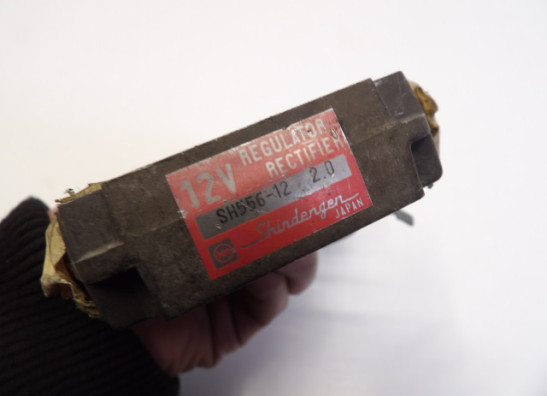 12V REGULATOR
RECTIFIER
SH556-12 2.0
Shindengen
JAPAN